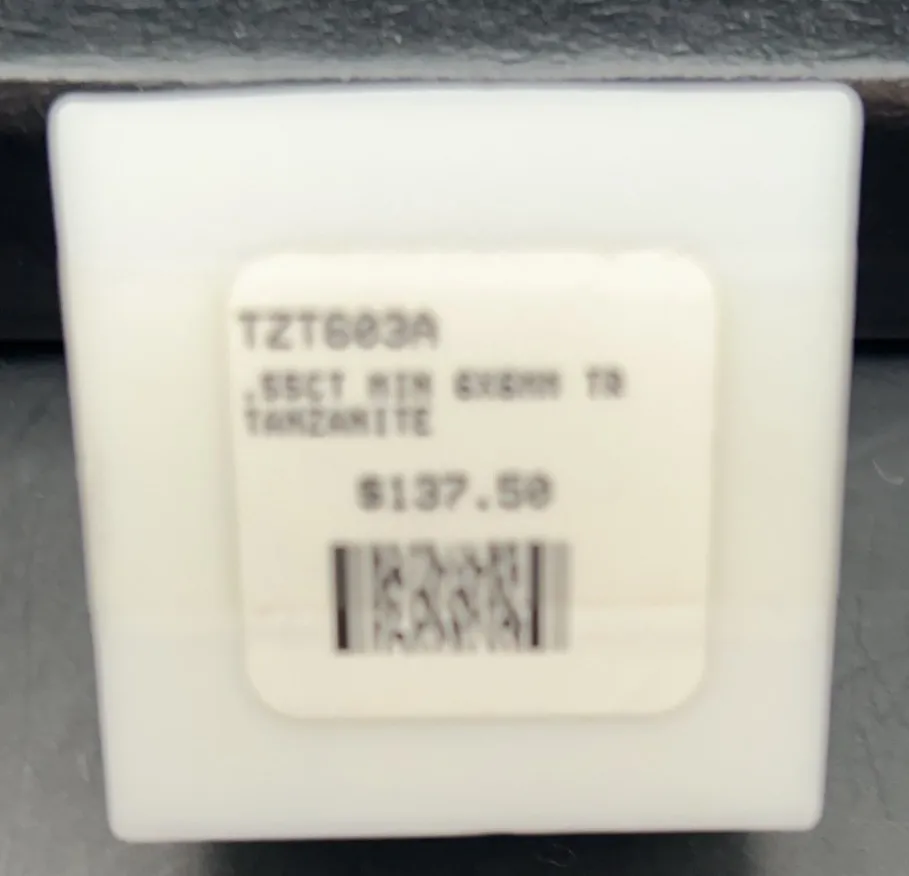 TZT603A
.55CT MIN 6X6MM TR
TANZANITE
$137.50